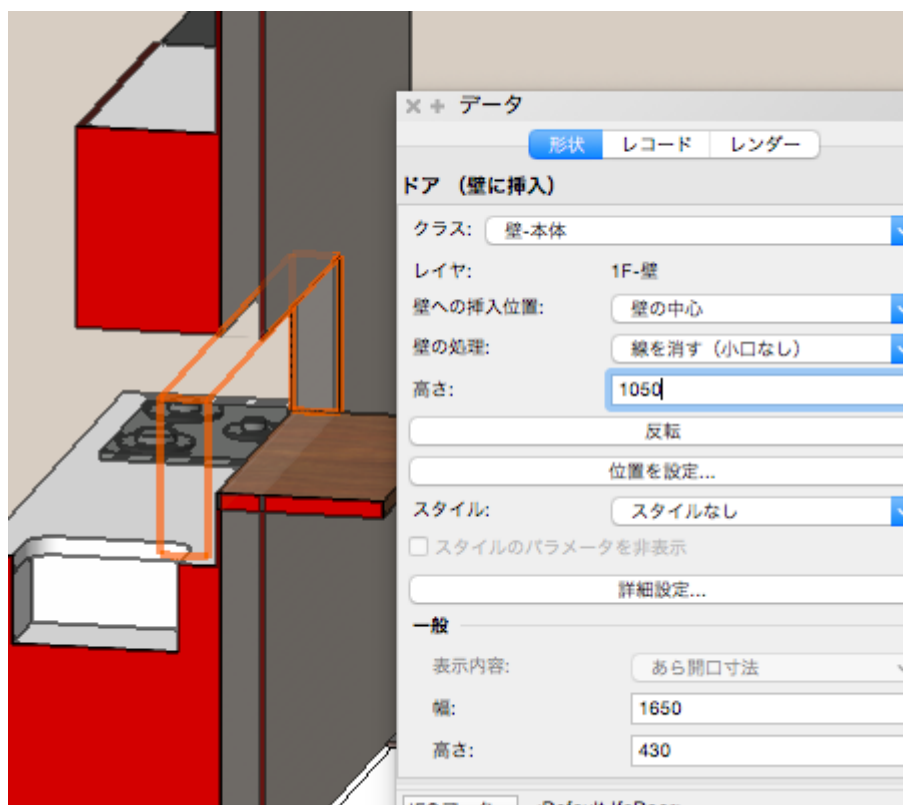 データ
形状 レコード レンダー
ドア （壁に挿入）
クラス: 壁-本体
レイヤ: 1F-壁
壁への挿入位置: 壁の中心
壁の処理: 線を消す（小口なし）
高さ: 1050
反転
位置を設定...
スタイル: スタイルなし
スタイルのパラメータを非表示
詳細設定...
一般
表示内容: あら開口寸法
幅: 1650
高さ: 430